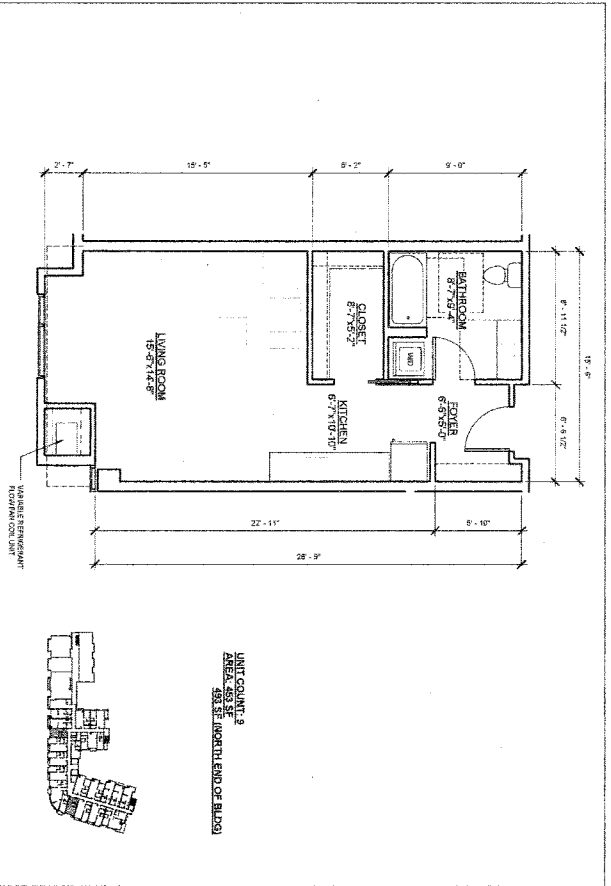 2' - 7"
15' - 5"
5' - 2"
9' - 0"
BATHROOM
8'-7"x8'-4"
CLOSET
8'-7"x5'-2"
W/D
LIVING ROOM
15'-6"x14'-8"
KITCHEN
6'-7"x10'-10"
FOYER
6'-5"x5'-0"
8' - 11 1/2"
6' - 6 1/2"
15' - 6"
VARIABLE REFRIGERANT
FLOW FAN COIL UNIT
22' - 11"
5' - 10"
28' - 9"
UNIT COUNT: 9
AREA: 453 SF
493 SF (NORTH END OF BLDG)